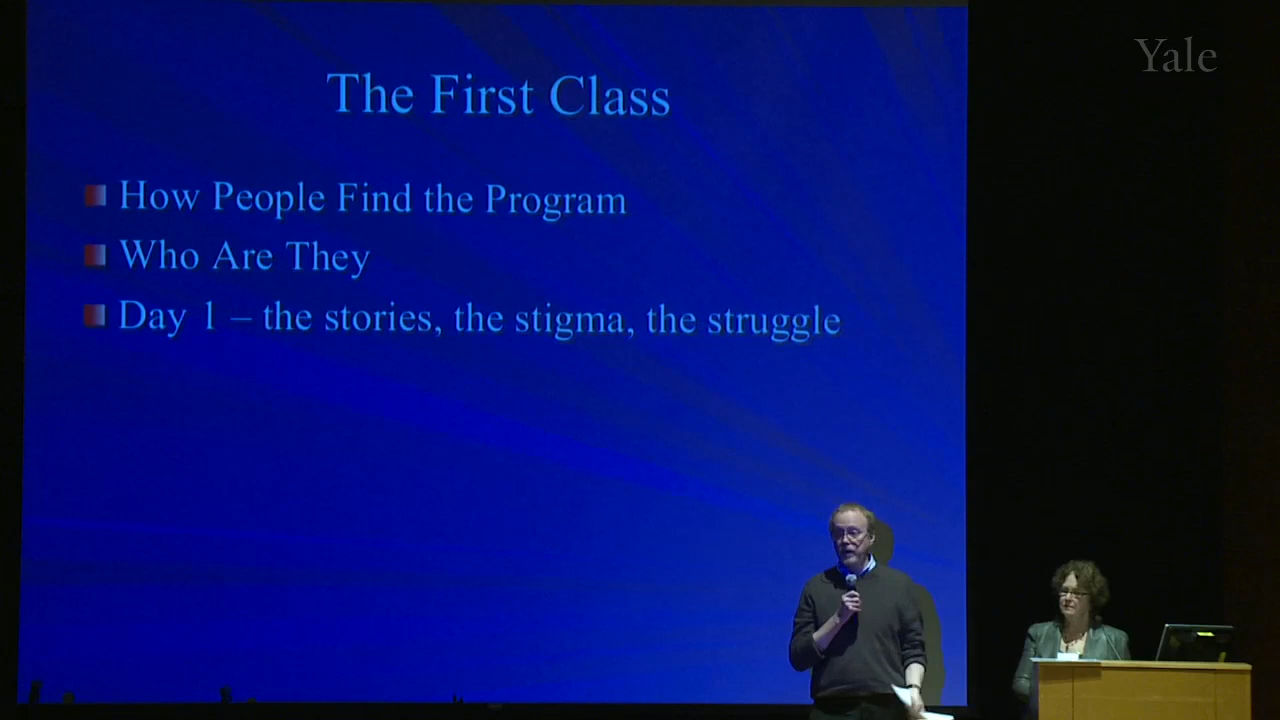 Yale
The First Class
How People Find the Program
Who Are They
Day 1 – the stories, the stigma, the struggle